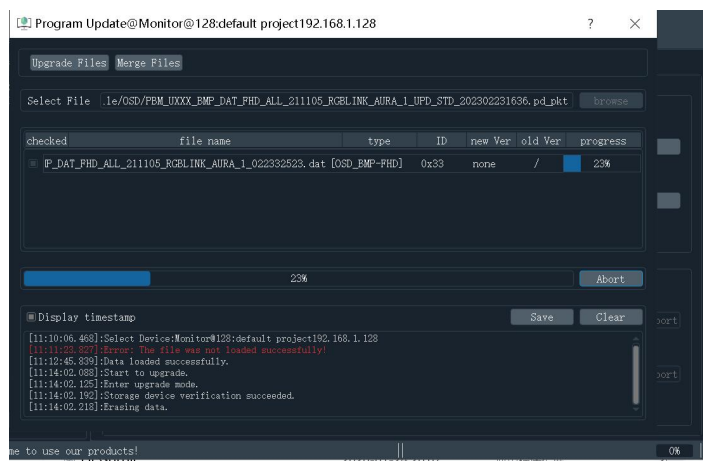 Program Update@Monitor@128:default project192.168.1.128 ? ×
Upgrade Files Merge Files
Select File .le/OSD/PBM_UXXX_BMP_DAT_FHD_ALL_211105_RGBLINK_AURA_1_UPD_STD_202302231636.pd_pkt browse
checked file name type ID new Ver old Ver progress
P_DAT_FHD_ALL_211105_RGBLINK_AURA_1_022332523.dat [OSD_BMP-FHD] 0x33 none / 23%
23% Abort
Display timestamp Save Clear
[11:10:06.468]:Select Device:Monitor@128:default project192.168.1.128
[11:11:23.827]:Error: The file was not loaded successfully!
[11:12:45.839]:Data loaded successfully.
[11:14:02.088]:Start to upgrade.
[11:14:02.125]:Enter upgrade mode.
[11:14:02.192]:Storage device verification succeeded.
[11:14:02.218]:Erasing data.
port
port
me to use our products! 0%